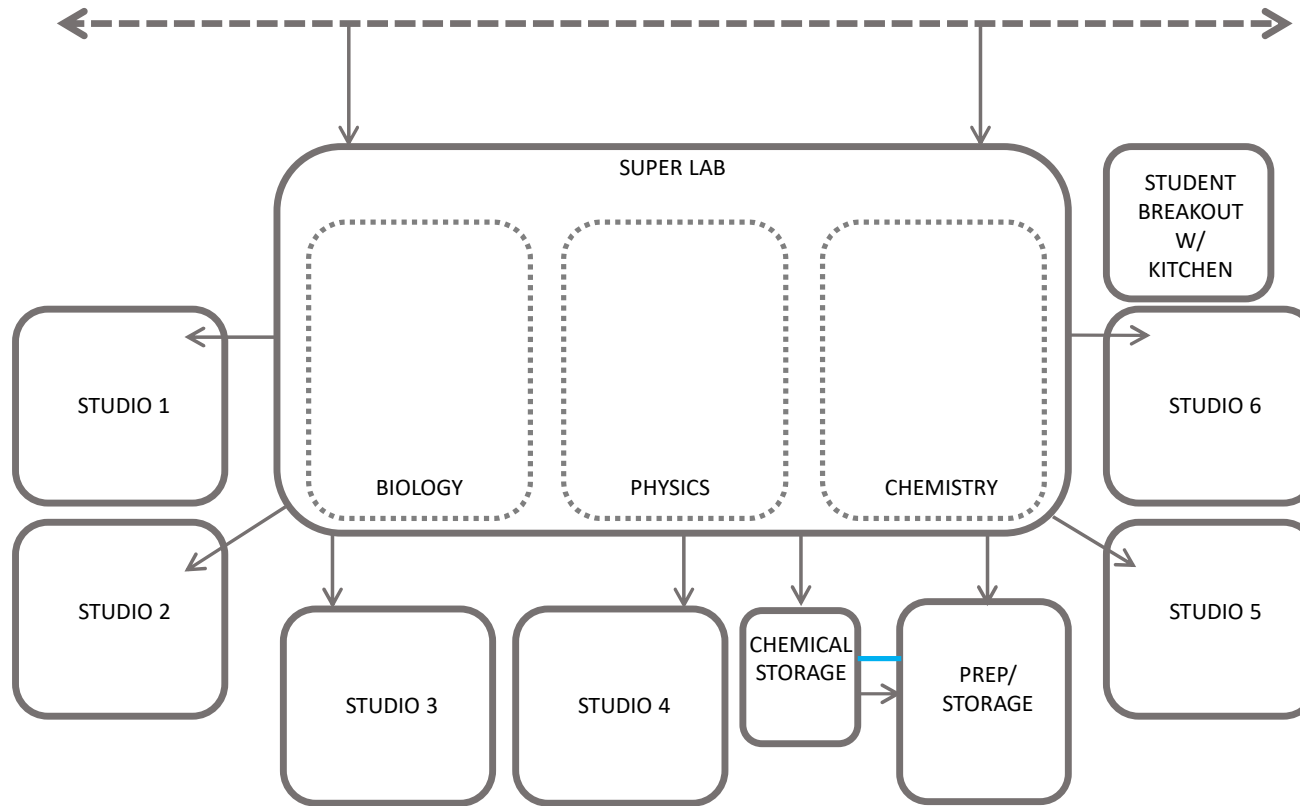 SUPER LAB
STUDENT
BREAKOUT
W/
KITCHEN
STUDIO 1
STUDIO 6
BIOLOGY
PHYSICS
CHEMISTRY
STUDIO 2
STUDIO 5
CHEMICAL
STORAGE
STUDIO 3
STUDIO 4
PREP/
STORAGE